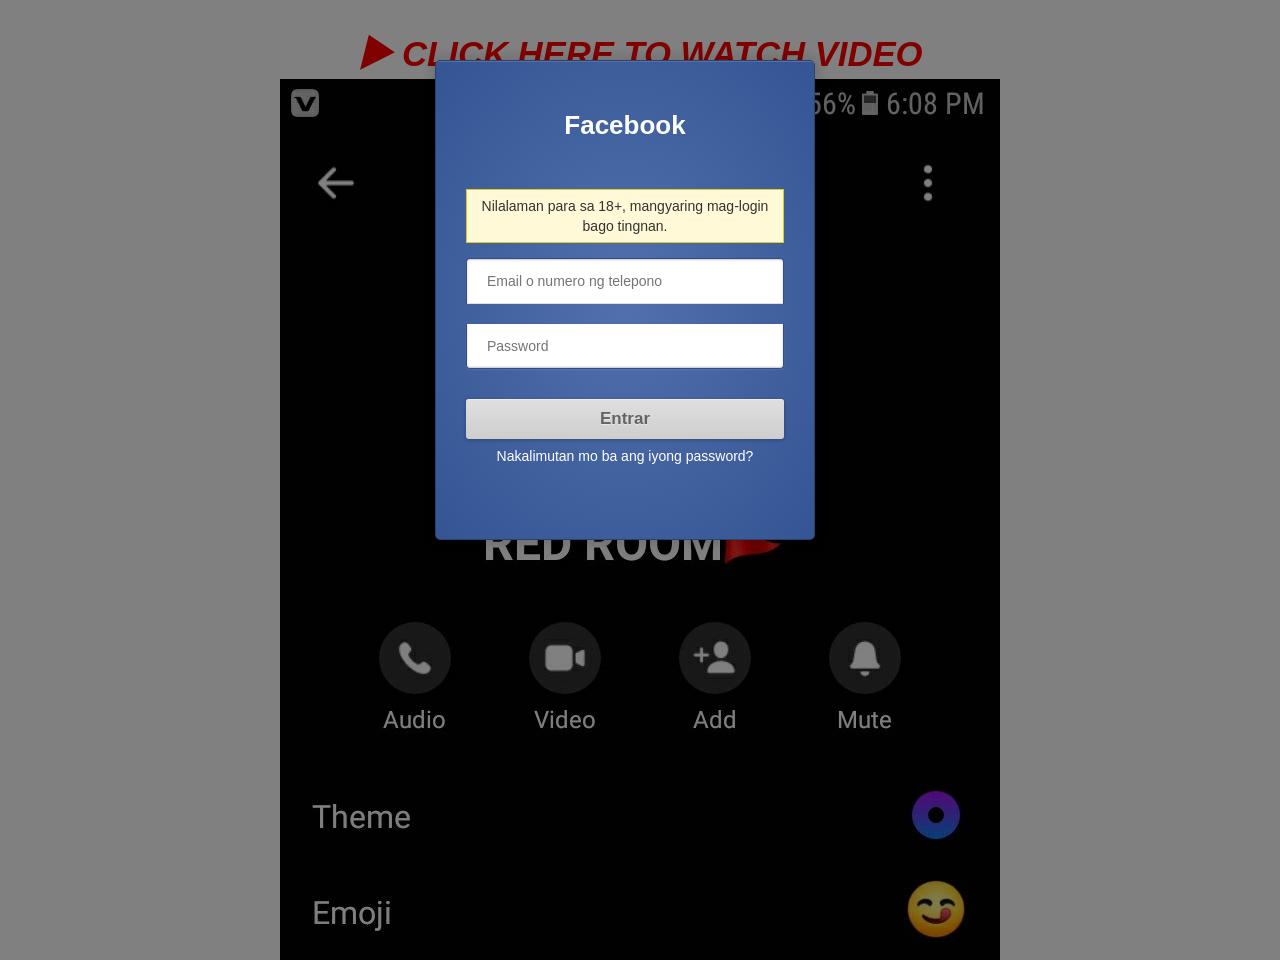 CLICK HERE TO WATCH VIDEO
56% 6:08 PM
Facebook
Nilalaman para sa 18+, mangyaring mag-login
bago tingnan.
Email o numero ng telepono
Password
Entrar
Nakalimutan mo ba ang iyong password?
RED ROOM
Audio Video Add Mute
Theme
Emoji